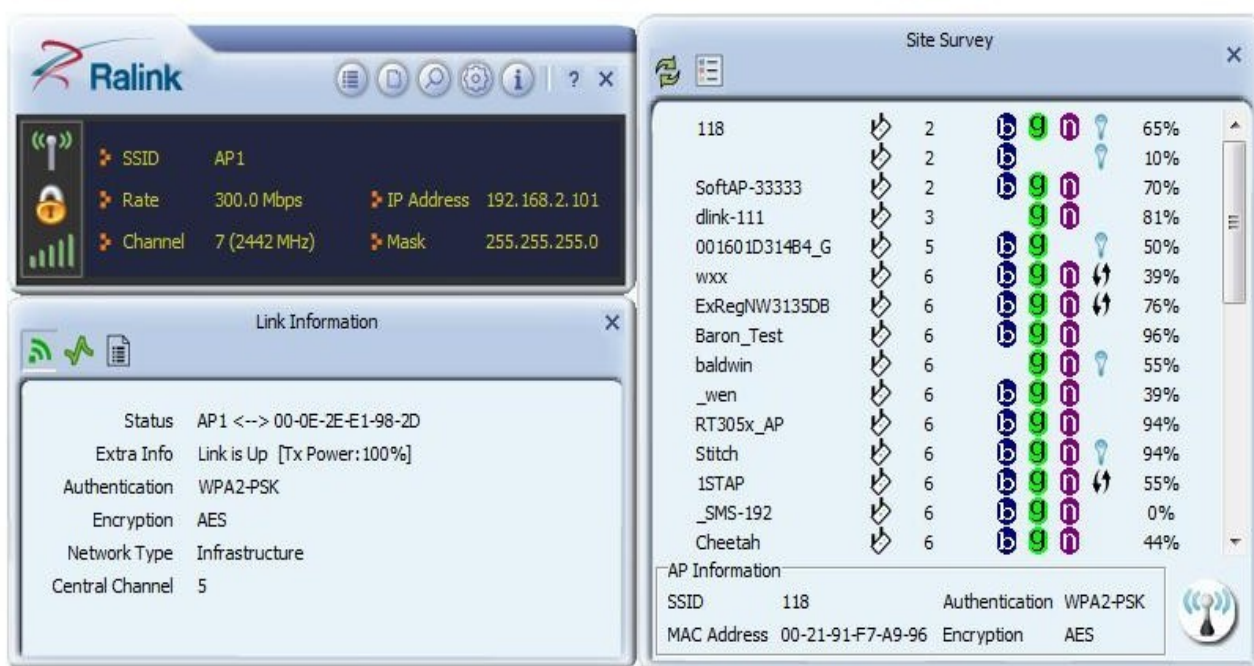 Ralink
? ×
SSID AP1
Rate 300.0 Mbps IP Address 192.168.2.101
Channel 7 (2442 MHz) Mask 255.255.255.0
Link Information
Status AP1 <--> 00-0E-2E-E1-98-2D
Extra Info Link is Up [Tx Power:100%]
Authentication WPA2-PSK
Encryption AES
Network Type Infrastructure
Central Channel 5
Site Survey
118 2 b g n 65%
2 b 10%
SoftAP-33333 2 b g n 70%
dlink-111 3 g n 81%
001601D314B4_G 5 b g 50%
wxx 6 b g n 39%
ExRegNW3135DB 6 b g n 76%
Baron_Test 6 b g n 96%
baldwin 6 g n 55%
_wen 6 b g n 39%
RT305x_AP 6 b g n 94%
Stitch 6 b g n 94%
1STAP 6 b g n 55%
_SMS-192 6 b g n 0%
Cheetah 6 b g n 44%
AP Information
SSID 118 Authentication WPA2-PSK
MAC Address 00-21-91-F7-A9-96 Encryption AES